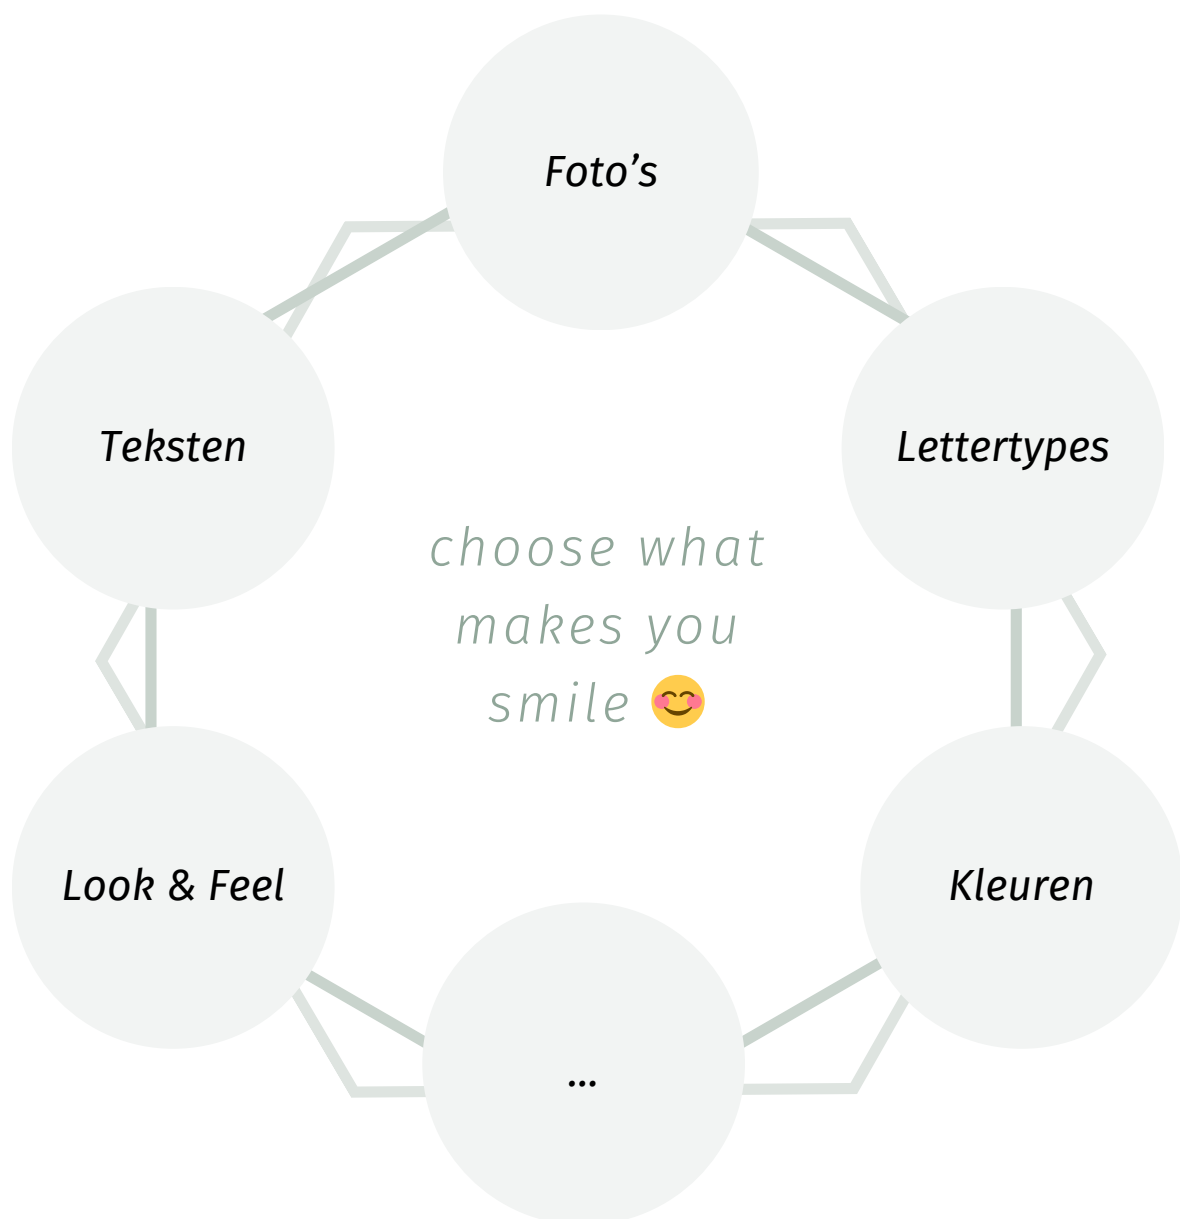 Foto’s
Teksten
Lettertypes
choose what
makes you
smile 😊
Look & Feel
Kleuren
...